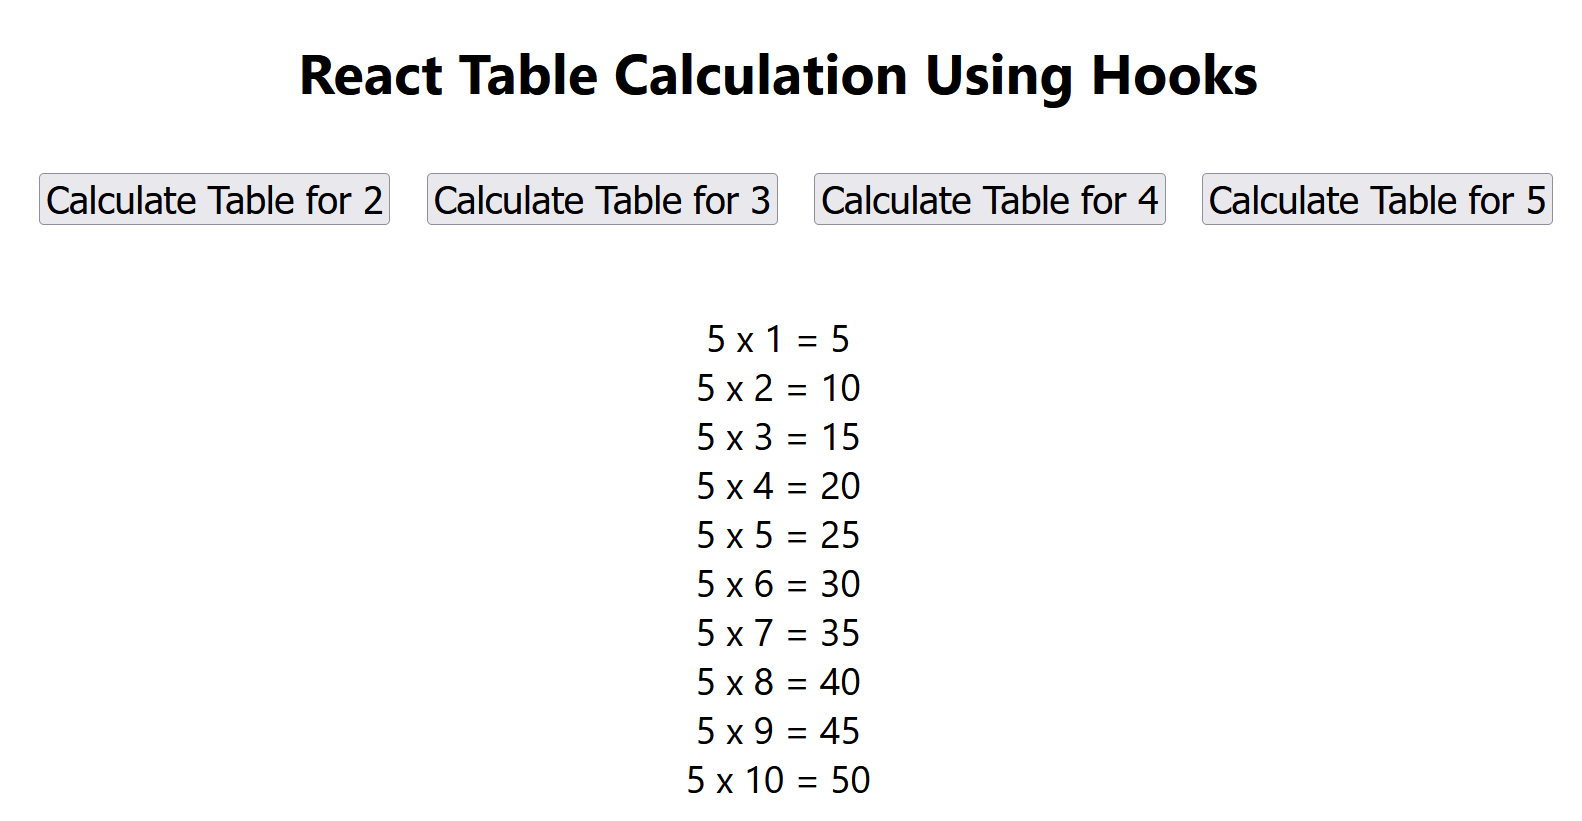 React Table Calculation Using Hooks
Calculate Table for 2 Calculate Table for 3 Calculate Table for 4 Calculate Table for 5
5 x 1 = 5
5 x 2 = 10
5 x 3 = 15
5 x 4 = 20
5 x 5 = 25
5 x 6 = 30
5 x 7 = 35
5 x 8 = 40
5 x 9 = 45
5 x 10 = 50